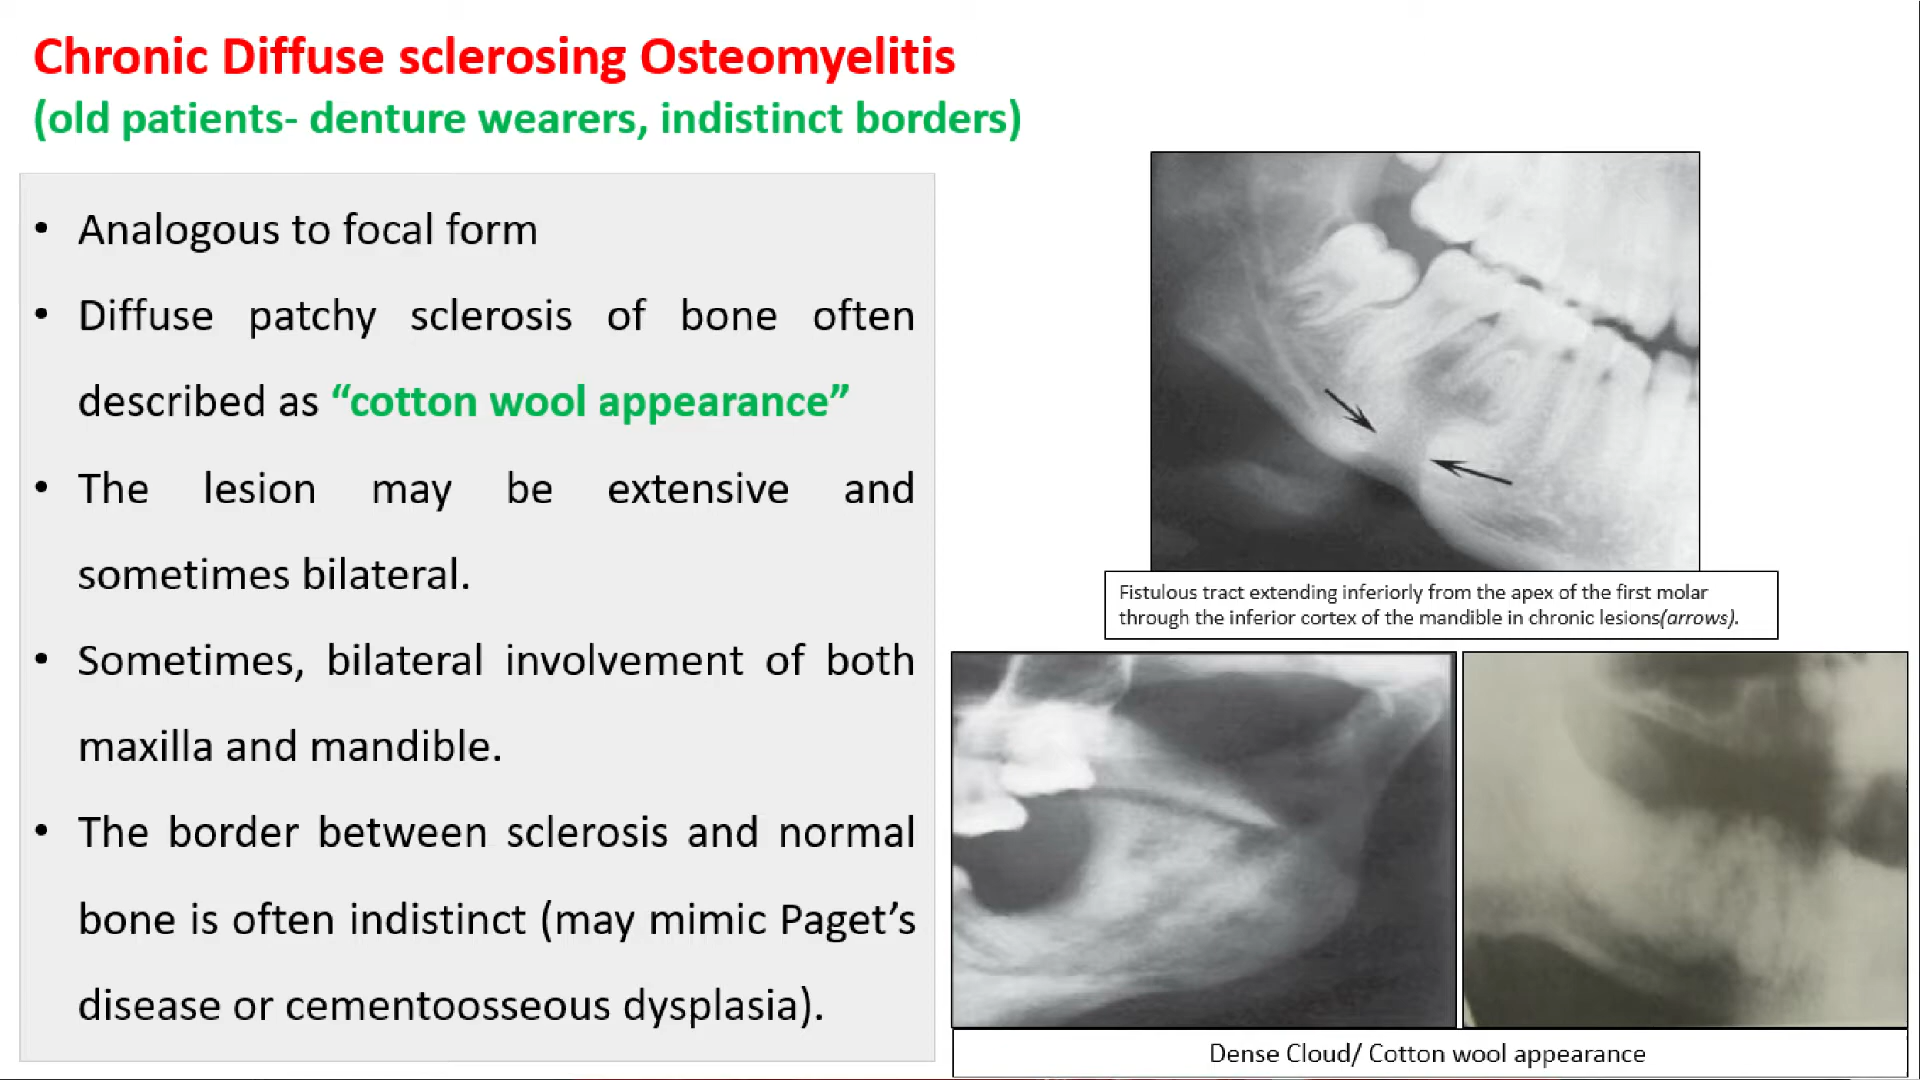 Chronic Diffuse sclerosing Osteomyelitis
(old patients- denture wearers, indistinct borders)
• Analogous to focal form
• Diffuse patchy sclerosis of bone often
described as “cotton wool appearance”
• The lesion may be extensive and
sometimes bilateral.
• Sometimes, bilateral involvement of both
maxilla and mandible.
• The border between sclerosis and normal
bone is often indistinct (may mimic Paget’s
disease or cementoosseous dysplasia).
Fistulous tract extending inferiorly from the apex of the first molar
through the inferior cortex of the mandible in chronic lesions(arrows).
Dense Cloud/ Cotton wool appearance